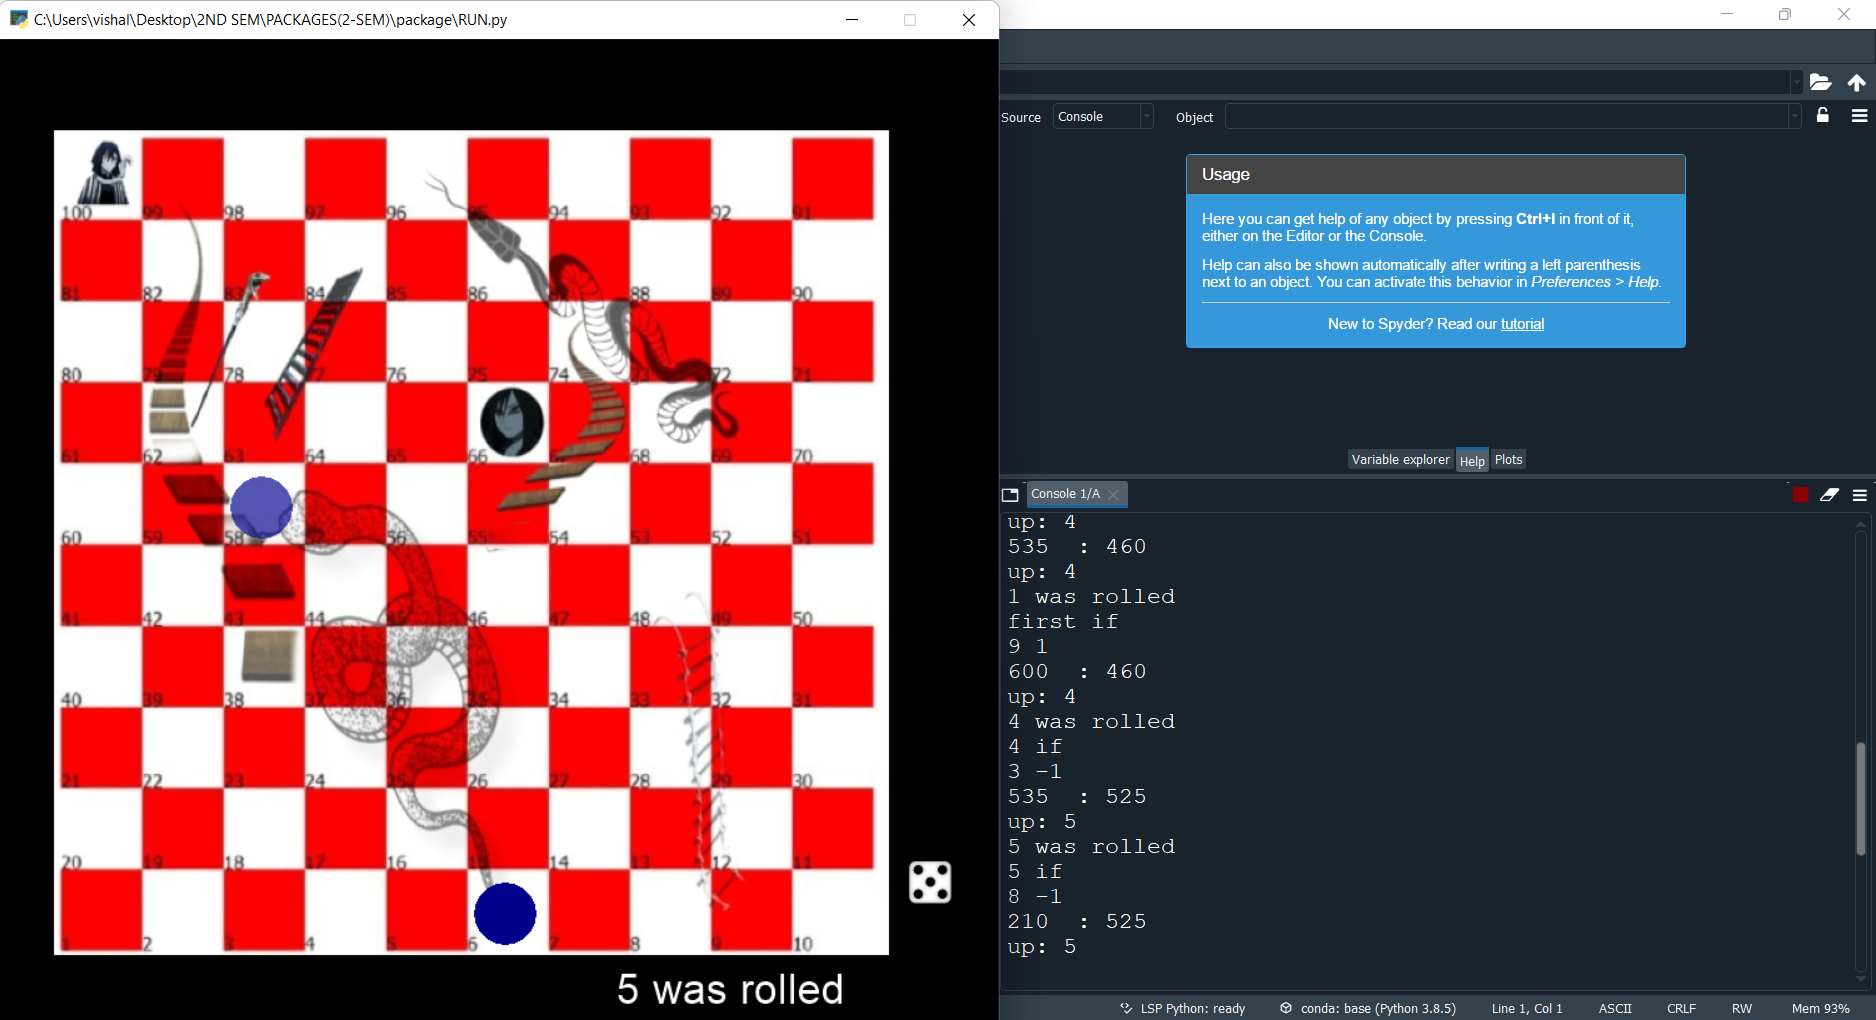 C:\Users\vishal\Desktop\2ND SEM\PACKAGES(2-SEM)\package\RUN.py
100 99 98 97 96 95 94 93 92 91
81 82 83 84 85 86 87 88 89 90
80 79 78 77 76 75 74 73 72 71
61 62 63 64 65 66 68 69 70
60 59 58 57 56 55 54 53 52 51
41 42 43 44 45 46 47 48 49 50
40 39 38 37 36 35 34 33 32 31
21 22 23 24 25 26 27 28 29 30
20 19 18 17 16 15 14 13 12 11
1 2 3 4 5 6 7 8 9 10
5 was rolled
Source Console Object
Usage
Here you can get help of any object by pressing Ctrl+I in front of it,
either on the Editor or the Console.
Help can also be shown automatically after writing a left parenthesis
next to an object. You can activate this behavior in Preferences > Help.
New to Spyder? Read our tutorial
Variable explorer Help Plots
Console 1/A
up: 4
535 : 460
up: 4
1 was rolled
first if
9 1
600 : 460
up: 4
4 was rolled
4 if
3 -1
535 : 525
up: 5
5 was rolled
5 if
8 -1
210 : 525
up: 5
LSP Python: ready conda: base (Python 3.8.5) Line 1, Col 1 ASCII CRLF RW Mem 93%